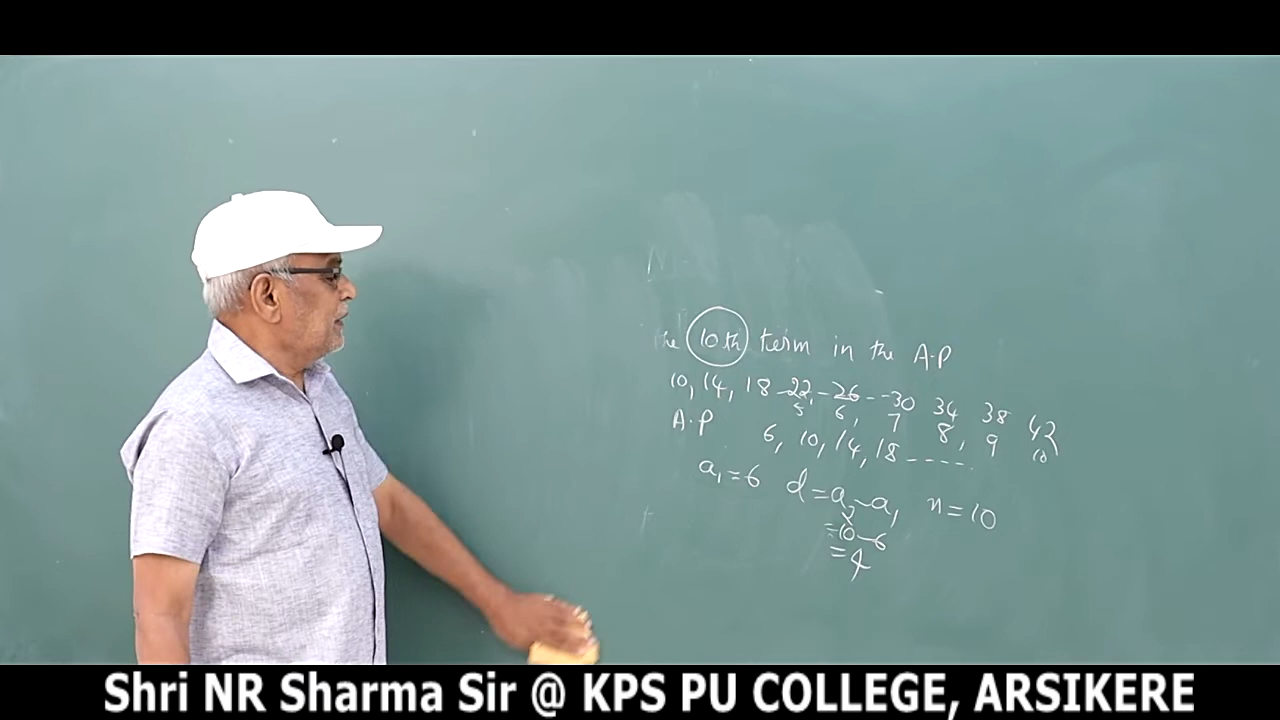 The 10th term in the A.P
10, 14, 18 22, 26 - - 30 34 38 42
5 6, 7 8, 9 10
A.P 6, 10, 14, 18 - - - -
a₁=6 d=a₂-a₁ n=10
=10-6
=4
Shri NR Sharma Sir @ KPS PU COLLEGE, ARSIKERE